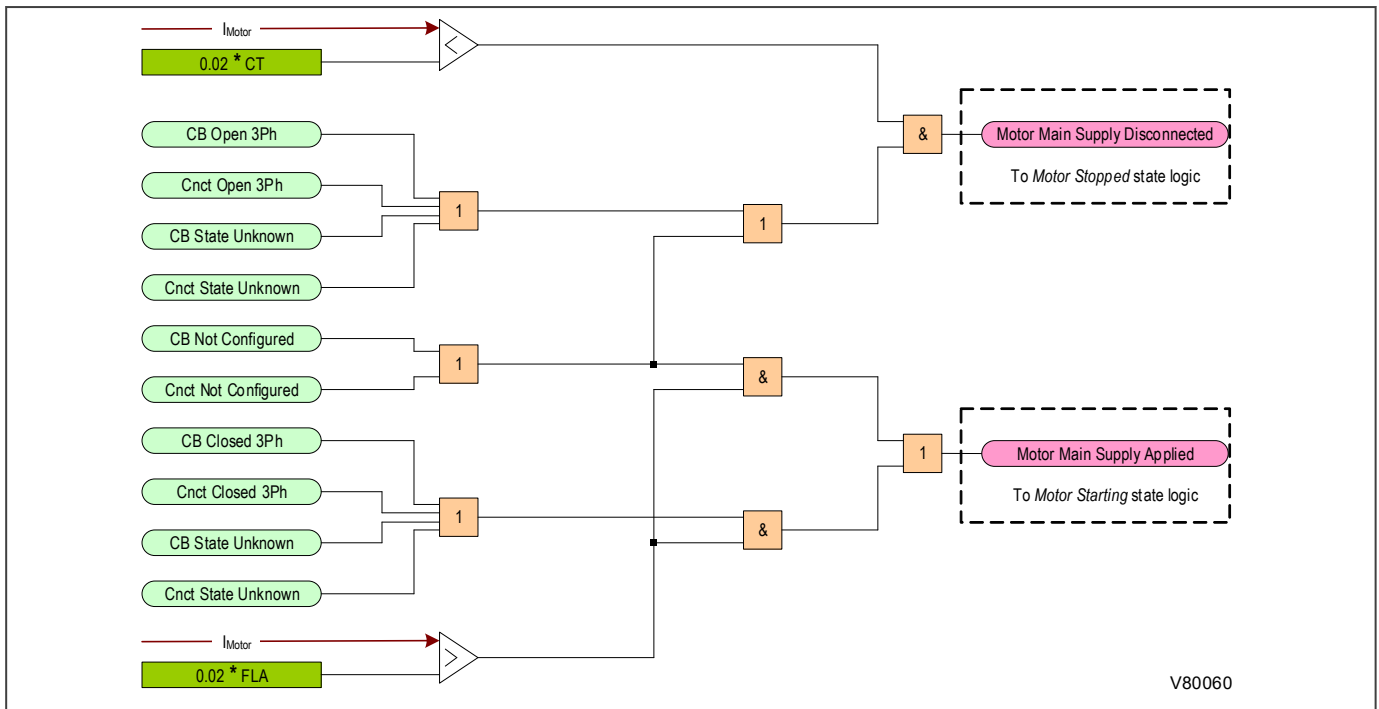 IMotor
<
0.02 * CT
CB Open 3Ph
&
Motor Main Supply Disconnected
To Motor Stopped state logic
Cnct Open 3Ph
1
1
CB State Unknown
Cnct State Unknown
CB Not Configured
1
&
Cnct Not Configured
CB Closed 3Ph
1
Motor Main Supply Applied
To Motor Starting state logic
Cnct Closed 3Ph
1
&
CB State Unknown
Cnct State Unknown
IMotor
>
0.02 * FLA
V80060